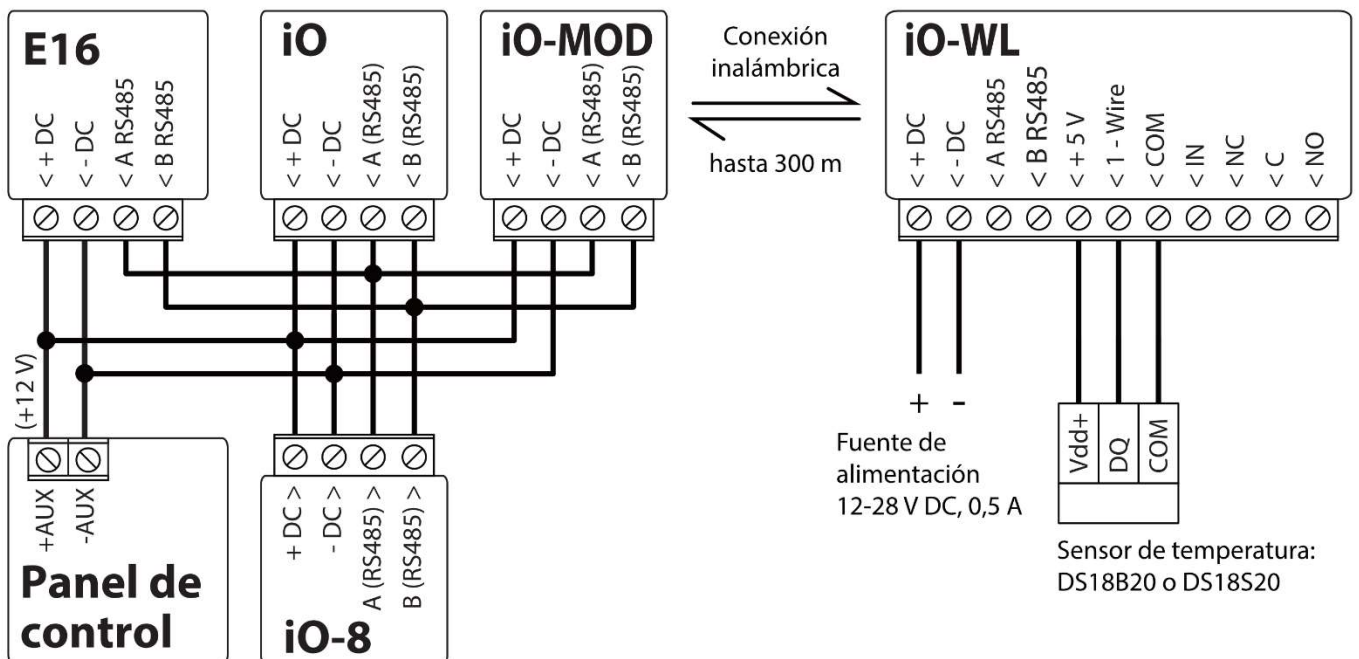 E16
< + DC
< - DC
< A RS485
< B RS485
iO
< + DC
< - DC
< A (RS485)
< B (RS485)
iO-MOD
< + DC
< - DC
< A (RS485)
< B (RS485)
Conexión
inalámbrica
hasta 300 m
iO-WL
< + DC
< - DC
< A RS485
< B RS485
< + 5 V
< 1 - Wire
< COM
< IN
< NC
< C
< NO
(+12 V)
+AUX
-AUX
Panel de
control
+ DC >
- DC >
A (RS485) >
B (RS485) >
iO-8
+ -
Fuente de
alimentación
12-28 V DC, 0,5 A
Vdd+
DQ
COM
Sensor de temperatura:
DS18B20 o DS18S20